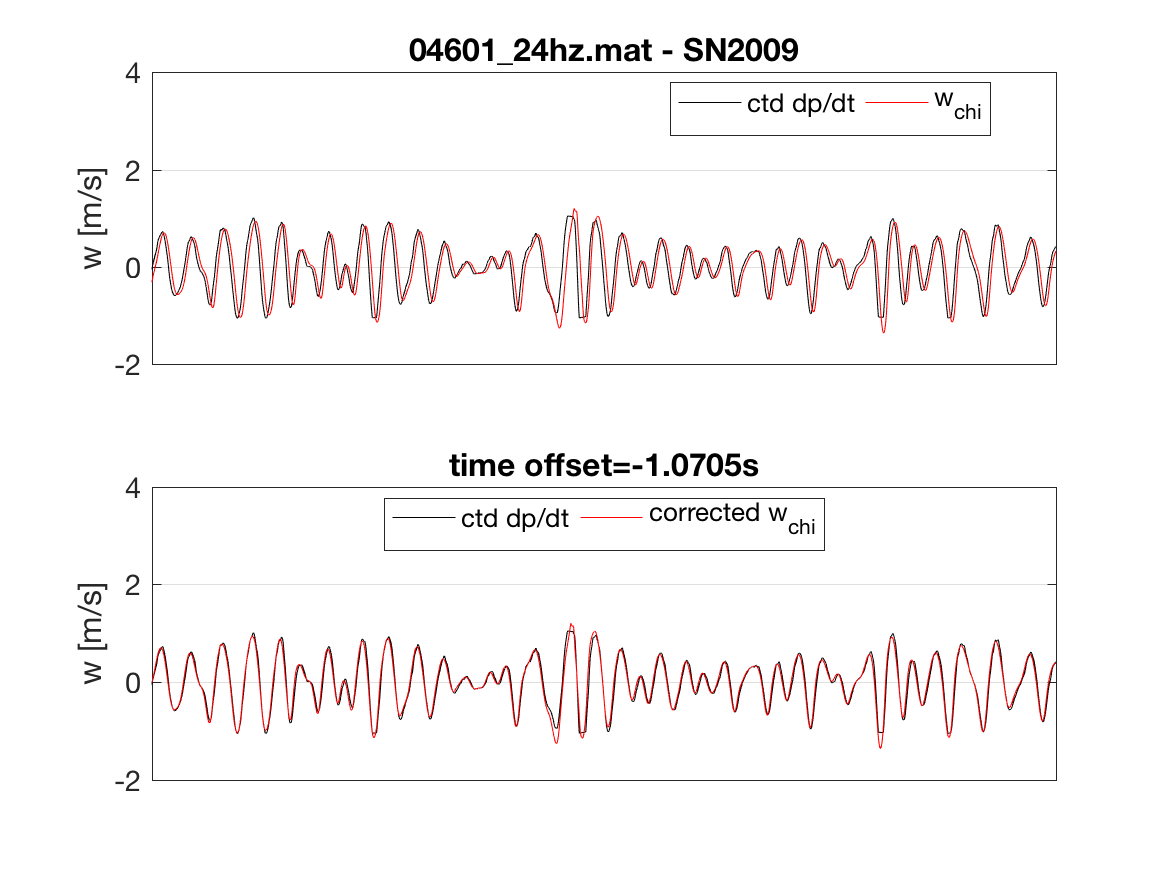 04601_24hz.mat - SN2009
4
2
0
-2
w [m/s]
ctd dp/dt w_chi
time offset=-1.0705s
4
2
0
-2
w [m/s]
ctd dp/dt corrected w_chi